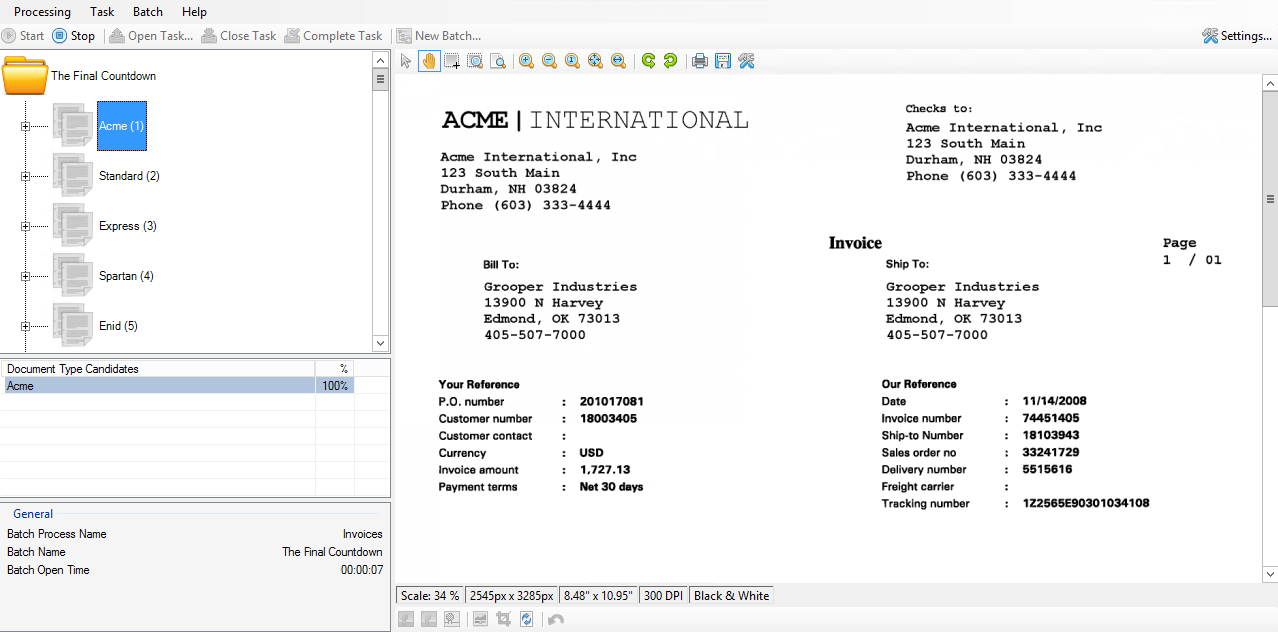 Processing Task Batch Help
Start Stop Open Task... Close Task Complete Task New Batch... Settings...
The Final Countdown
Acme (1)
Standard (2)
Express (3)
Spartan (4)
Enid (5)
Document Type Candidates %
Acme 100%
General
Batch Process Name Invoices
Batch Name The Final Countdown
Batch Open Time 00:00:07
ACME | INTERNATIONAL
Acme International, Inc
123 South Main
Durham, NH 03824
Phone (603) 333-4444
Checks to:
Acme International, Inc
123 South Main
Durham, NH 03824
Phone (603) 333-4444
Invoice
Page
1 / 01
Bill To:
Grooper Industries
13900 N Harvey
Edmond, OK 73013
405-507-7000
Ship To:
Grooper Industries
13900 N Harvey
Edmond, OK 73013
405-507-7000
Your Reference
P.O. number : 201017081
Customer number : 18003405
Customer contact :
Currency : USD
Invoice amount : 1,727.13
Payment terms : Net 30 days
Our Reference
Date : 11/14/2008
Invoice number : 74451405
Ship-to Number : 18103943
Sales order no : 33241729
Delivery number : 5515616
Freight carrier :
Tracking number : 1Z2565E90301034108
Scale: 34 % 2545px x 3285px 8.48" x 10.95" 300 DPI Black & White